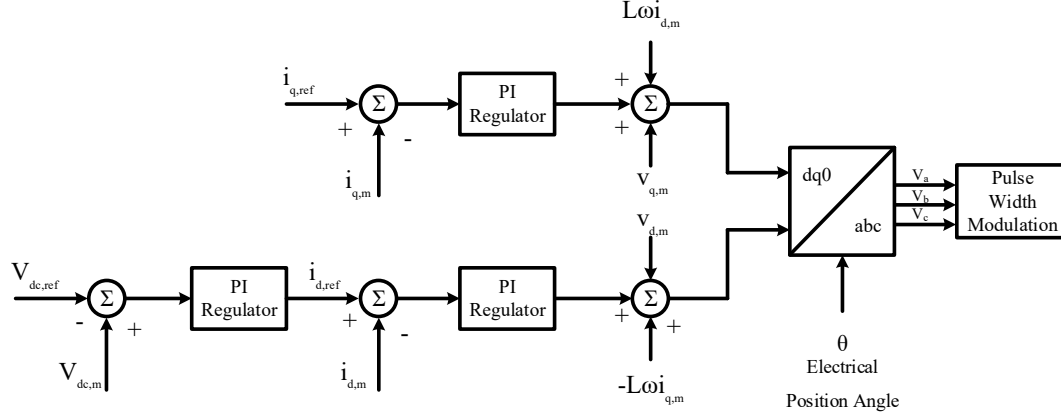 Lωi_d,m
i_q,ref
+
Σ
-
PI
Regulator
+
+
Σ
i_q,m
v_q,m
dq0
abc
V_a
V_b
V_c
Pulse
Width
Modulation
V_dc,ref
-
Σ
+
PI
Regulator
i_d,ref
+
Σ
-
PI
Regulator
v_d,m
+
Σ
+
V_dc,m
i_d,m
-Lωi_q,m
θ
Electrical
Position Angle